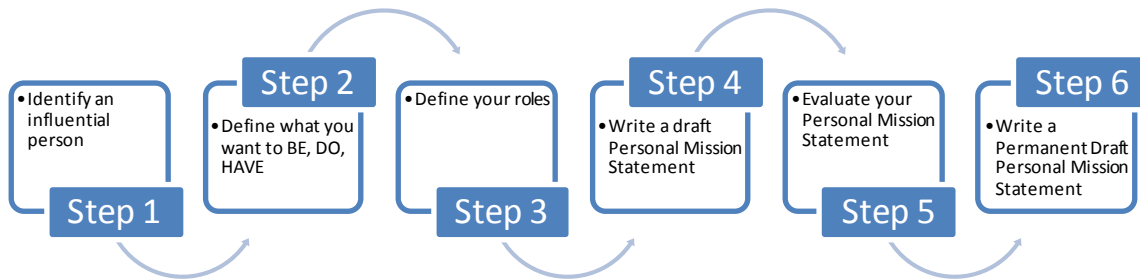 •Identify an
influential
person
Step 1
Step 2
•Define what you
want to BE, DO,
HAVE
•Define your roles
Step 3
Step 4
•Write a draft
Personal Mission
Statement
•Evaluate your
Personal Mission
Statement
Step 5
Step 6
•Write a
Permanent Draft
Personal Mission
Statement